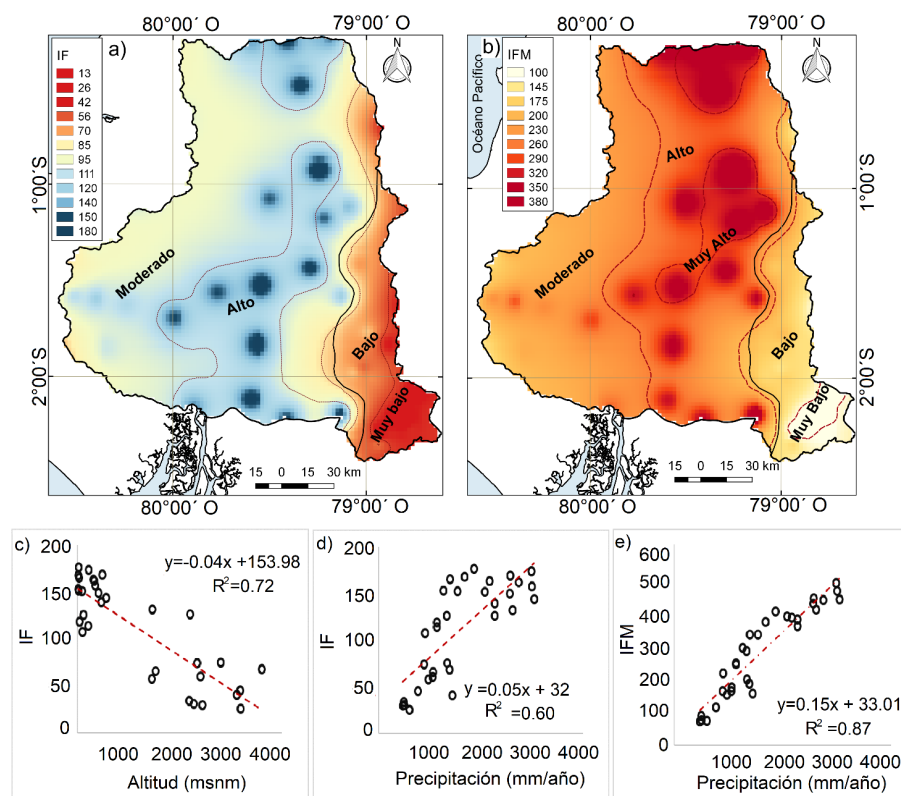 80°00´ O
79°00´ O
80°00´ O
79°00´ O
IF
13
26
42
56
70
85
95
111
120
140
150
180
a)
N
Moderado
Alto
Bajo
Muy bajo
1°00´S
2°00´S
15 0 15 30 km
80°00´ O
79°00´ O
Océano Pacífico
b)
IFM
100
145
175
200
230
260
290
320
350
380
N
Alto
Muy Alto
Moderado
Bajo
Muy Bajo
1°00´S
2°00´S
15 0 15 30 km
80°00´ O
79°00´ O
c)
200
150
100
50
0
IF
y=-0.04x +153.98
R2=0.72
1000 2000 3000 4000
Altitud (msnm)
d)
200
150
100
50
0
IF
y =0.05x + 32
R2 =0.60
1000 2000 3000 4000
Precipitación (mm/año)
e)
600
500
400
300
200
100
0
IFM
y=0.15x + 33.01
R2 =0.87
1000 2000 3000 4000
Precipitación (mm/año)